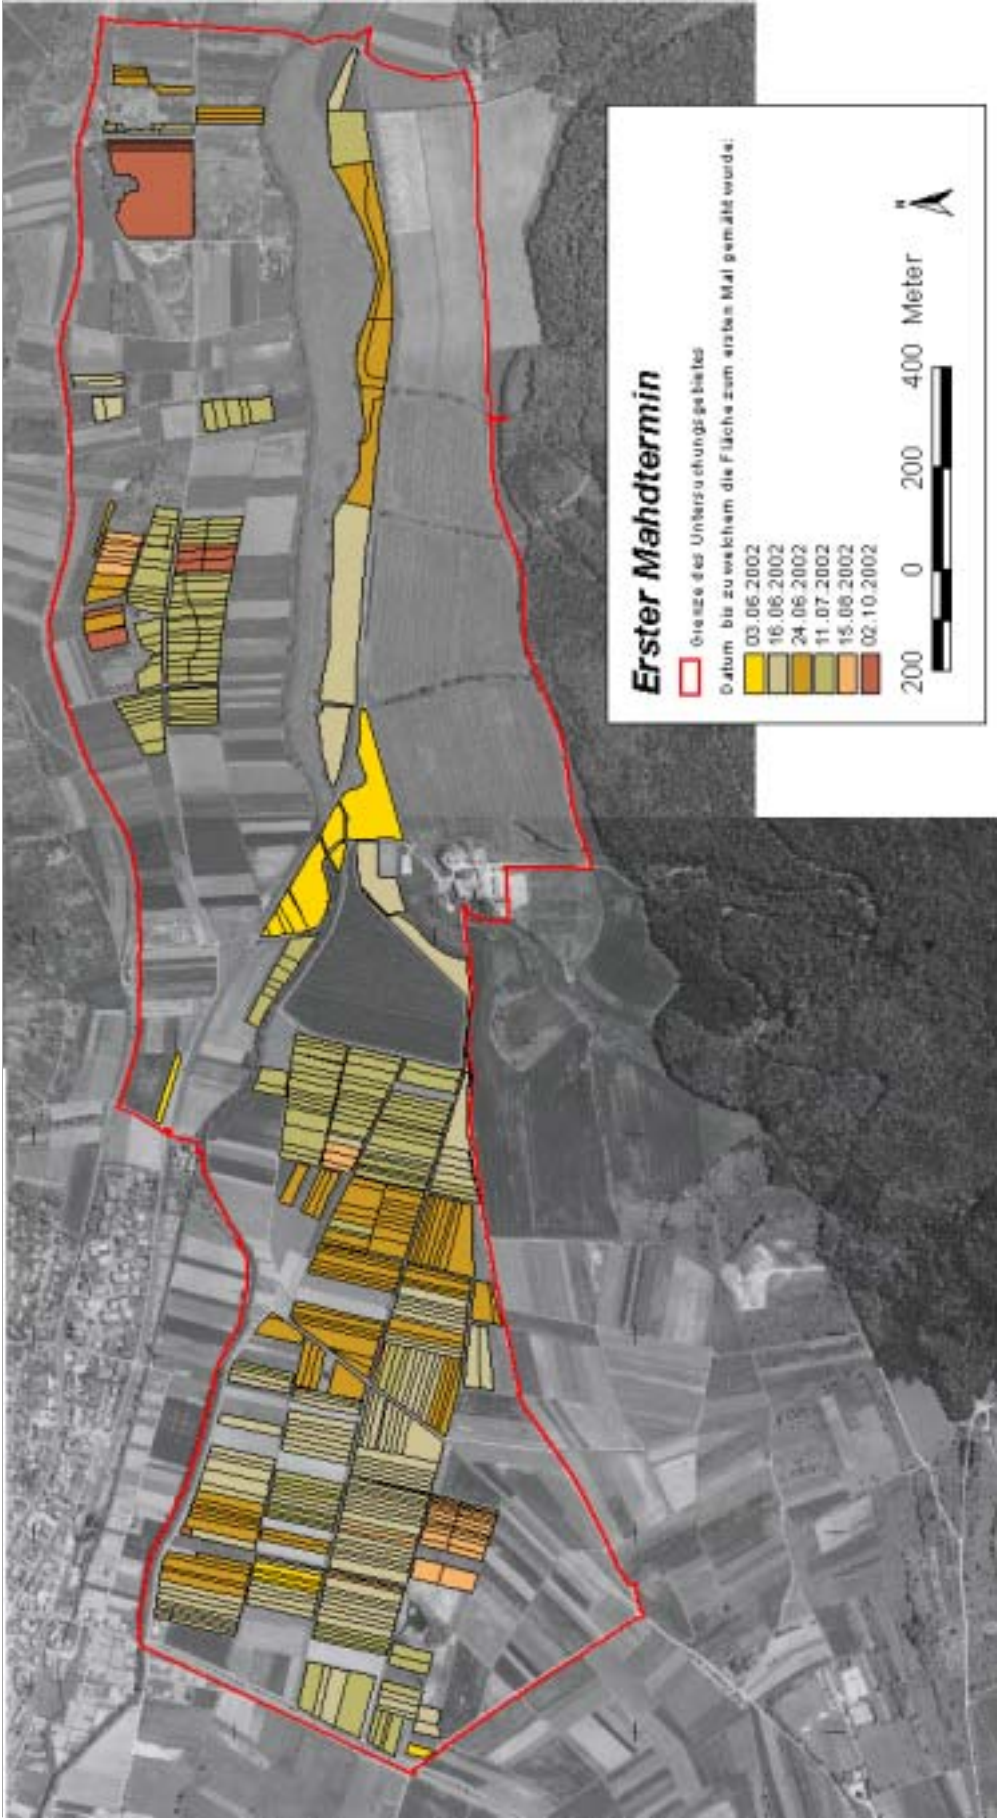 Erster Mahdtermin
Grenze des Untersuchungsgebietes
Datum bis zu welchem die Fläche zum ersten Mal gemäht wurde:
03.06.2002
16.06.2002
24.06.2002
11.07.2002
15.08.2002
02.10.2002
200 0 200 400 Meter
N